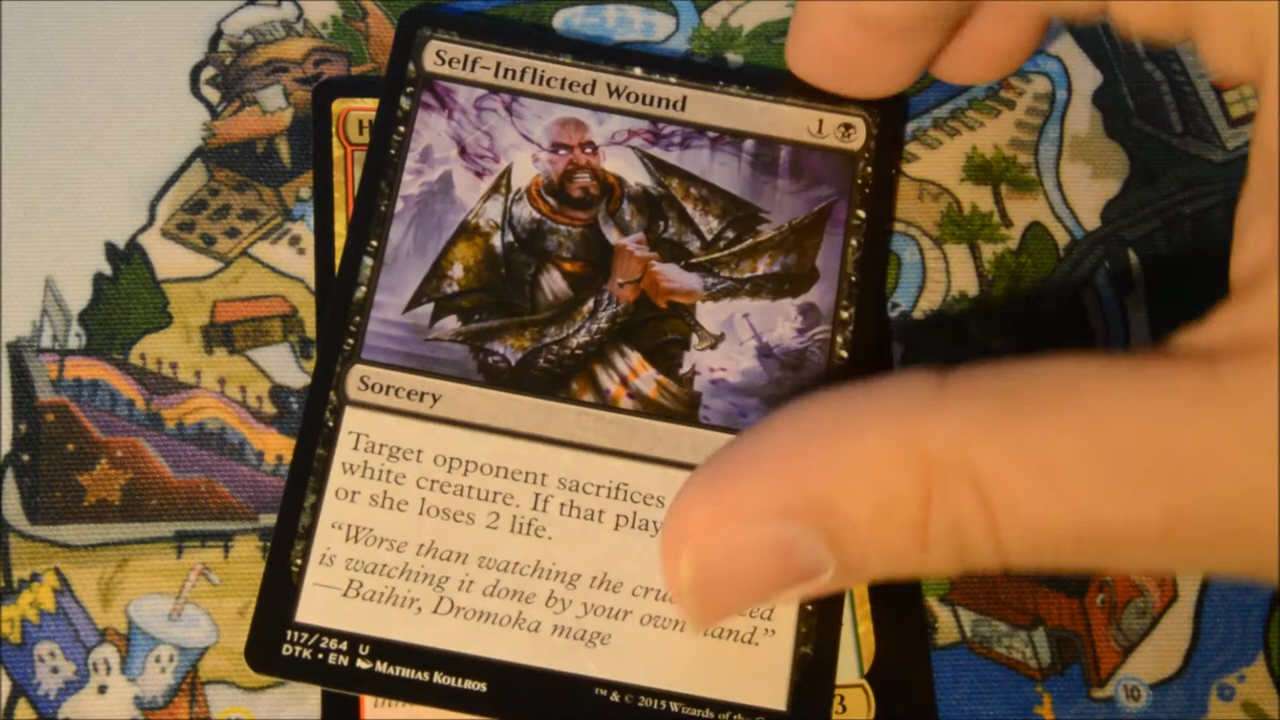 Self-Inflicted Wound
1
H
Sorcery
Target opponent sacrifices
white creature. If that play
or she loses 2 life.
"Worse than watching the
is watching it done by your own
—Baihir, Dromoka mage
117/264 U
DTK • EN Mathias Kollros
™ & © 2015 Wizards of the
3
10